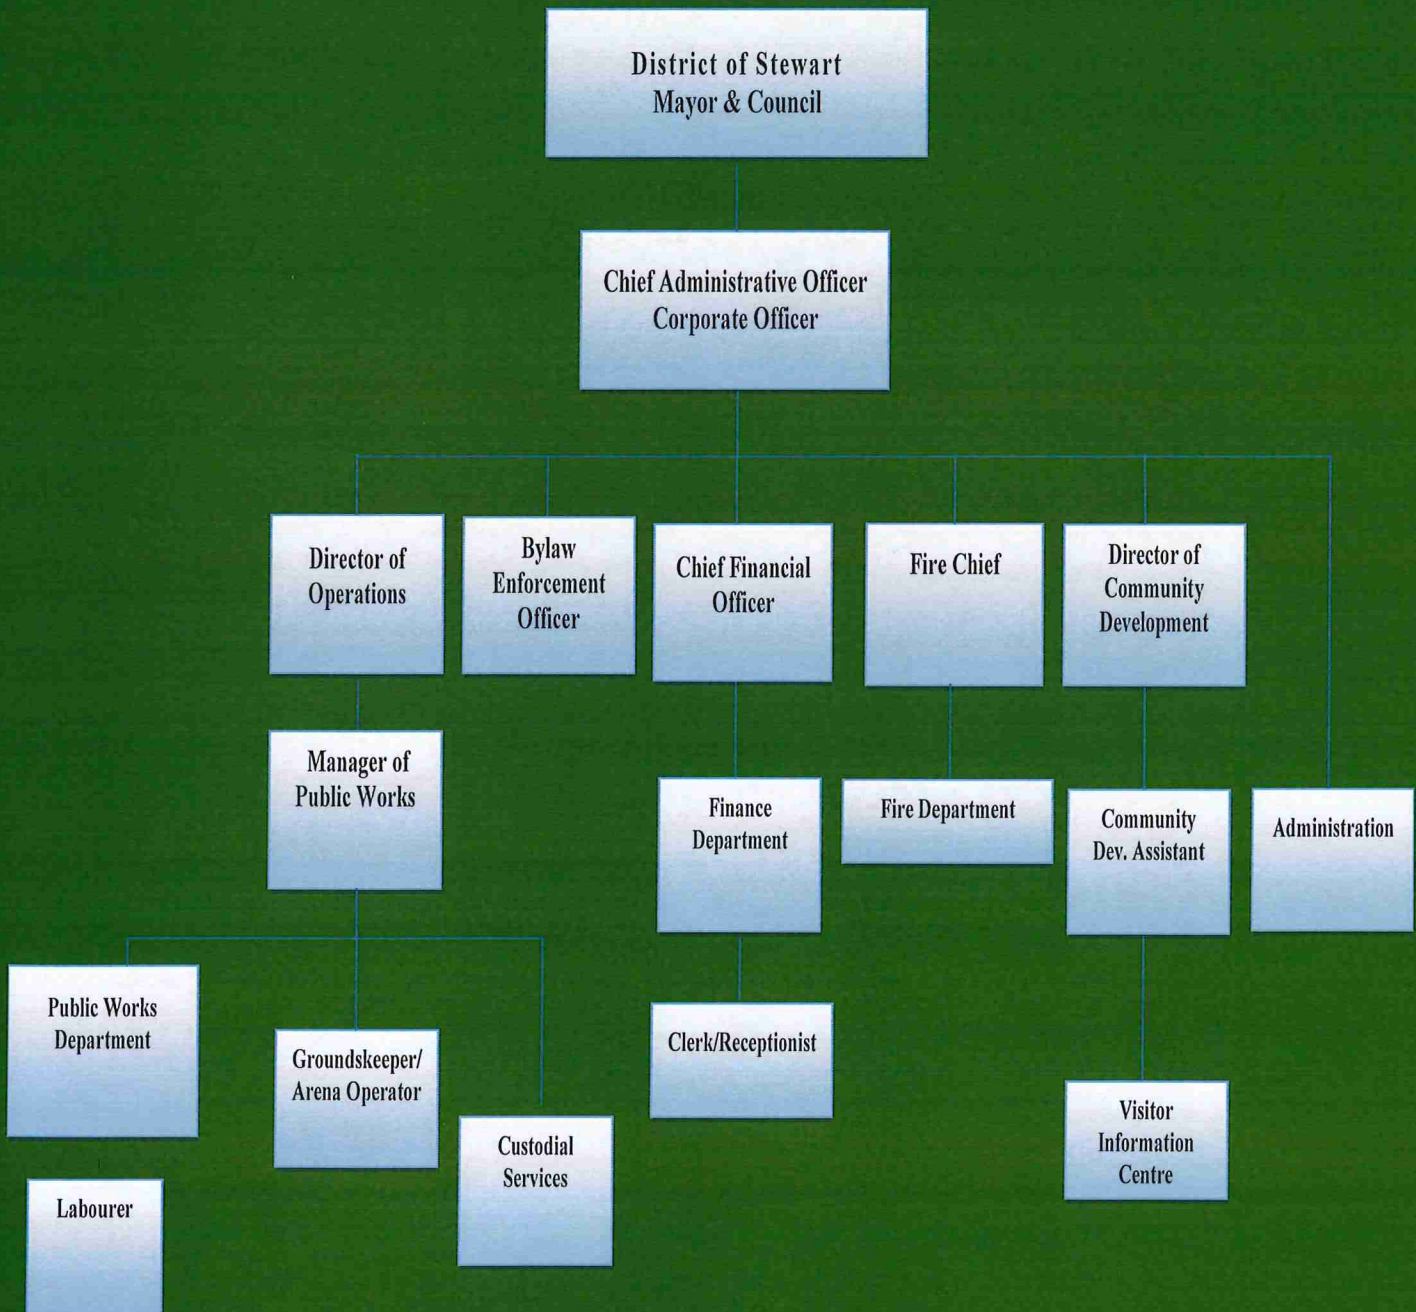 District of Stewart
Mayor & Council
Chief Administrative Officer
Corporate Officer
Director of
Operations
Bylaw
Enforcement
Officer
Chief Financial
Officer
Fire Chief
Director of
Community
Development
Manager of
Public Works
Finance
Department
Fire Department
Community
Dev. Assistant
Administration
Public Works
Department
Groundskeeper/
Arena Operator
Custodial
Services
Clerk/Receptionist
Visitor
Information
Centre
Labourer